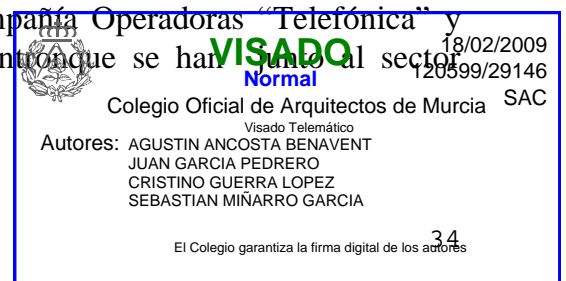 mpañía Operadoras “Telefónica” y
entronque se han junto al sector
VISADO
Normal
18/02/2009
120599/29146
SAC
Colegio Oficial de Arquitectos de Murcia
Visado Telemático
Autores: AGUSTIN ANCOSTA BENAVENT
JUAN GARCIA PEDRERO
CRISTINO GUERRA LOPEZ
SEBASTIAN MIÑARRO GARCIA
El Colegio garantiza la firma digital de los autores
34